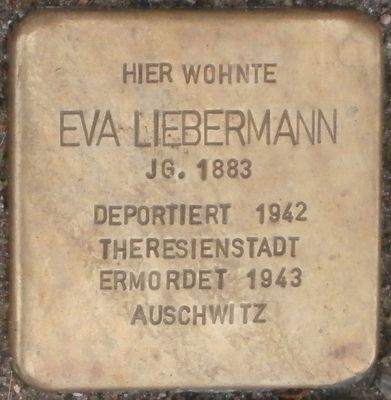 HIER WOHNTE
EVA LIEBERMANN
JG. 1883
DEPORTIERT 1942
THERESIENSTADT
ERMORDET 1943
AUSCHWITZ